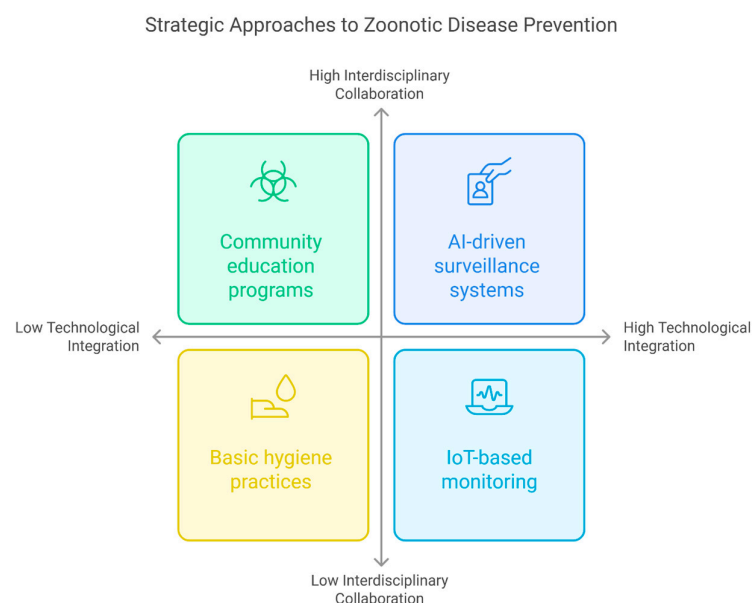 Strategic Approaches to Zoonotic Disease Prevention
High Interdisciplinary
Collaboration
Community
education
programs
AI-driven
surveillance
systems
Low Technological
Integration
High Technological
Integration
Basic hygiene
practices
IoT-based
monitoring
Low Interdisciplinary
Collaboration